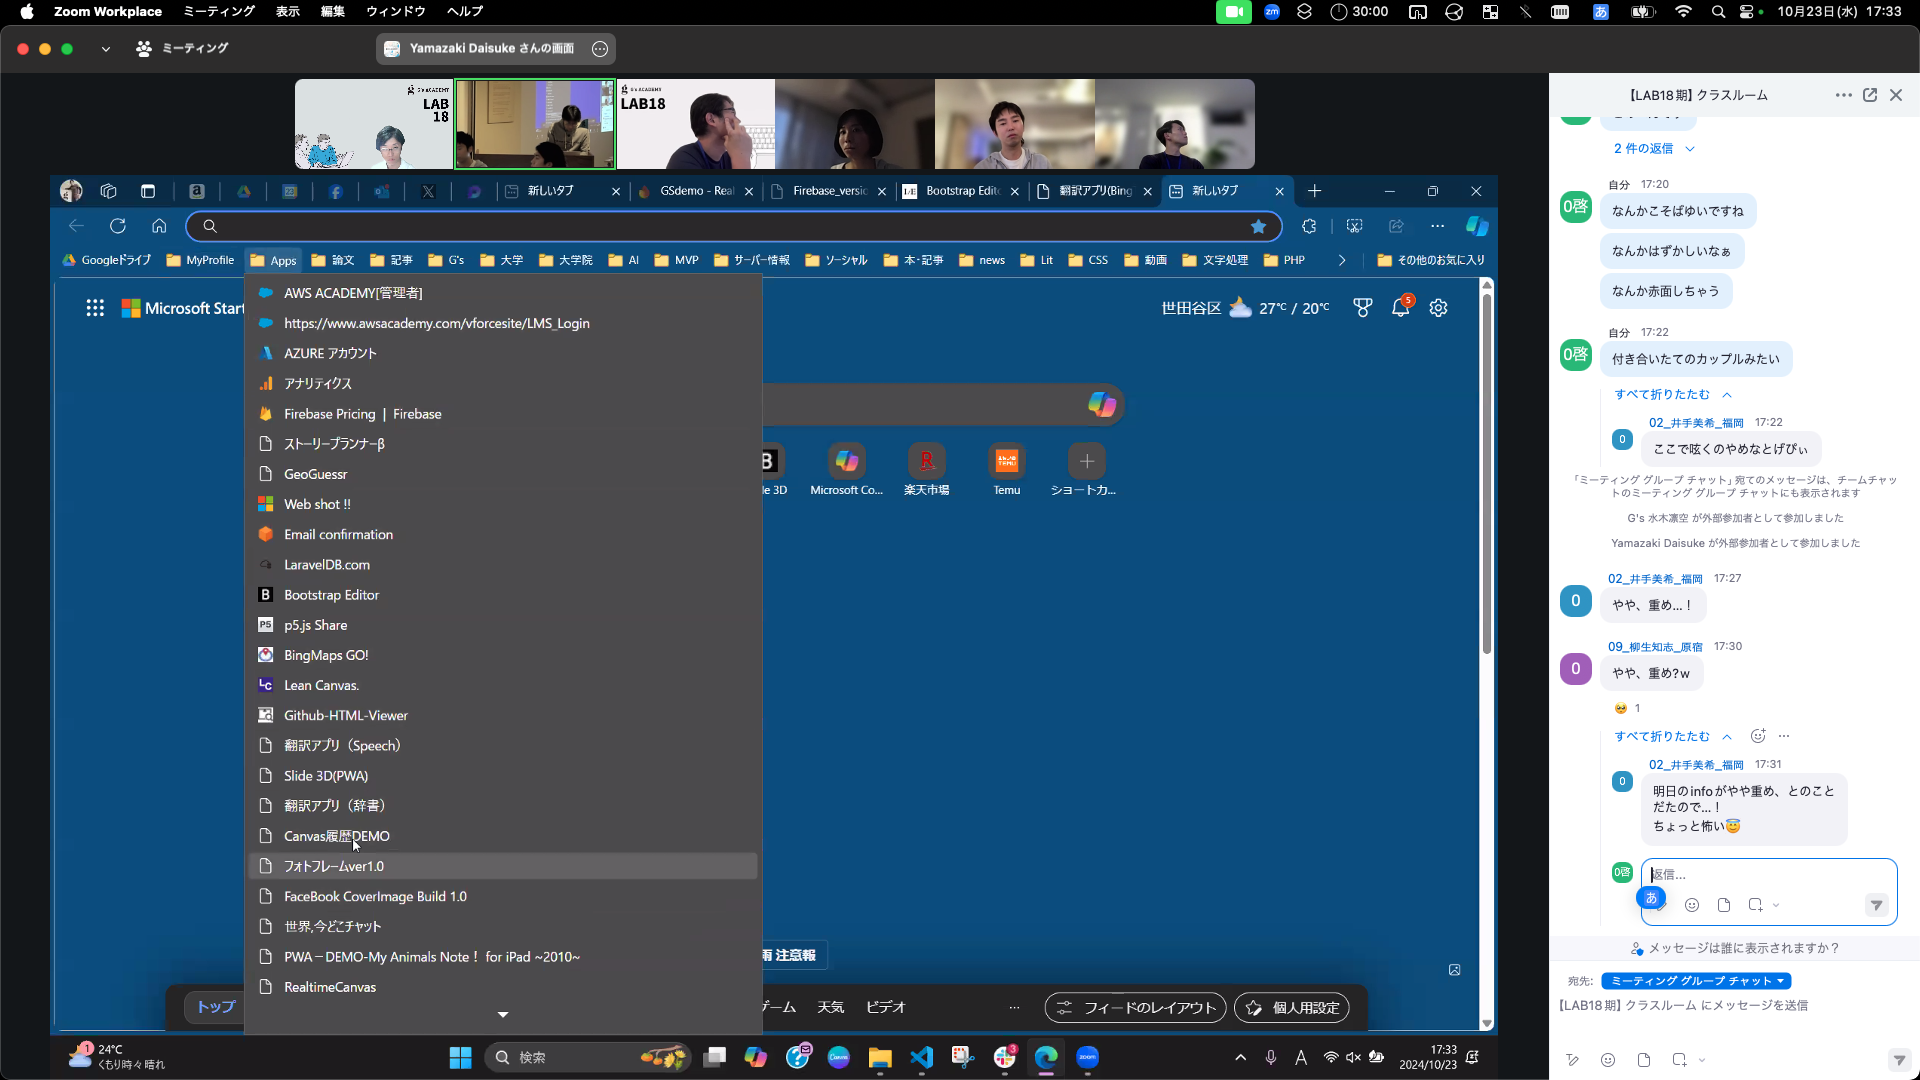 Zoom Workplace ミーティング 表示 編集 ウィンドウ ヘルプ
30:00 あ 10月23日(水) 17:33
ミーティング
Yamazaki Daisuke さんの画面
G's ACADEMY
LAB
18
G's ACADEMY
LAB18
新しいタブ
GSdemo - Real
Firebase_versio
Bootstrap Edito
翻訳アプリ(Bing
新しいタブ
Googleドライブ MyProfile Apps 論文 記事 G's 大学 大学院 AI MVP サーバー情報 ソーシャル 本・記事 news Lit CSS 動画 文字処理 PHP その他のお気に入り
Microsoft Start
世田谷区 27℃ / 20℃
5
AWS ACADEMY[管理者]
https://www.awsacademy.com/vforcesite/LMS_Login
AZURE アカウント
アナリティクス
Firebase Pricing | Firebase
ストーリープランナーβ
GeoGuessr
Web shot !!
Email confirmation
LaravelDB.com
Bootstrap Editor
p5.js Share
BingMaps GO!
Lean Canvas.
Github-HTML-Viewer
翻訳アプリ（Speech）
Slide 3D(PWA)
翻訳アプリ（辞書）
Canvas履歴DEMO
フォトフレームver1.0
FaceBook CoverImage Build 1.0
世界,今どこチャット
PWA－DEMO-My Animals Note！ for iPad ~2010~
RealtimeCanvas
le 3D
Microsoft Co...
楽天市場
Temu
ショートカ...
雨 注意報
トップ
ゲーム 天気 ビデオ
フィードのレイアウト
個人用設定
1
24℃
くもり時々晴れ
検索
3
A
17:33
2024/10/23
【LAB18期】クラスルーム
2 件の返信
自分 17:20
0啓
なんかこそばゆいですね
なんかはずかしいなぁ
なんか赤面しちゃう
自分 17:22
0啓
付き合いたてのカップルみたい
すべて折りたたむ
02_井手美希_福岡 17:22
0
ここで呟くのやめなとげぴぃ
「ミーティング グループ チャット」宛てのメッセージは、チームチャッ
トのミーティング グループ チャットにも表示されます
G's 水木凛空 が外部参加者として参加しました
Yamazaki Daisuke が外部参加者として参加しました
02_井手美希_福岡 17:27
0
やや、重め...！
09_柳生知志_原宿 17:30
0
やや、重め?w
🥹 1
すべて折りたたむ
02_井手美希_福岡 17:31
0
明日のinfoがやや重め、とのこと
だたので...！
ちょっと怖い😇
0啓
返信...
あ
メッセージは誰に表示されますか？
宛先: ミーティング グループ チャット
【LAB18期】クラスルーム にメッセージを送信